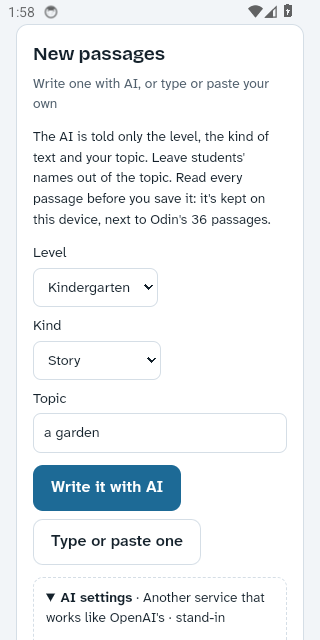 1:58
New passages
Write one with AI, or type or paste your
own
The AI is told only the level, the kind of
text and your topic. Leave students'
names out of the topic. Read every
passage before you save it: it's kept on
this device, next to Odin's 36 passages.
Level
Kindergarten
Kind
Story
Topic
a garden
Write it with AI
Type or paste one
▼ AI settings · Another service that
works like OpenAI's · stand-in